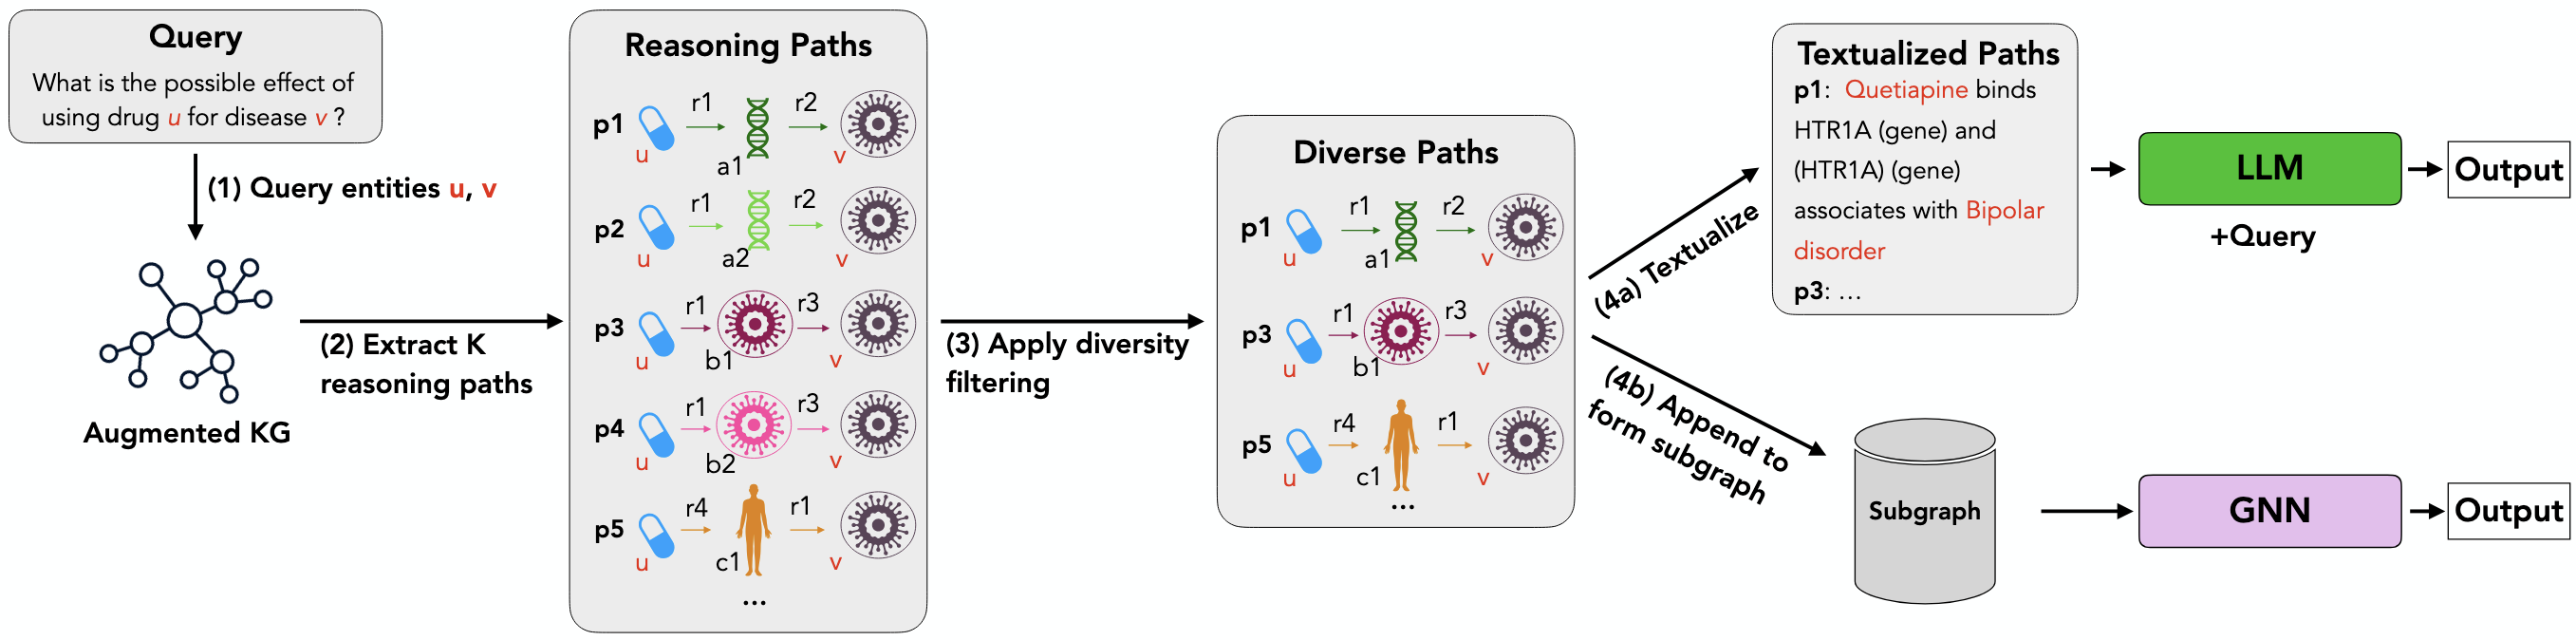 Query
What is the possible effect of
using drug u for disease v ?
(1) Query entities u, v
Augmented KG
(2) Extract K
reasoning paths
Reasoning Paths
p1 r1 r2
u a1 v
p2 r1 r2
u a2 v
p3 r1 r3
u b1 v
p4 r1 r3
u b2 v
p5 r4 r1
u c1 v
...
(3) Apply diversity
filtering
Diverse Paths
p1 r1 r2
u a1 v
p3 r1 r3
u b1 v
p5 r4 r1
u c1 v
...
(4a) Textualize
Textualized Paths
p1: Quetiapine binds
HTR1A (gene) and
(HTR1A) (gene)
associates with Bipolar
disorder
p3: ...
LLM
+Query
Output
(4b) Append to
form subgraph
Subgraph
GNN
Output